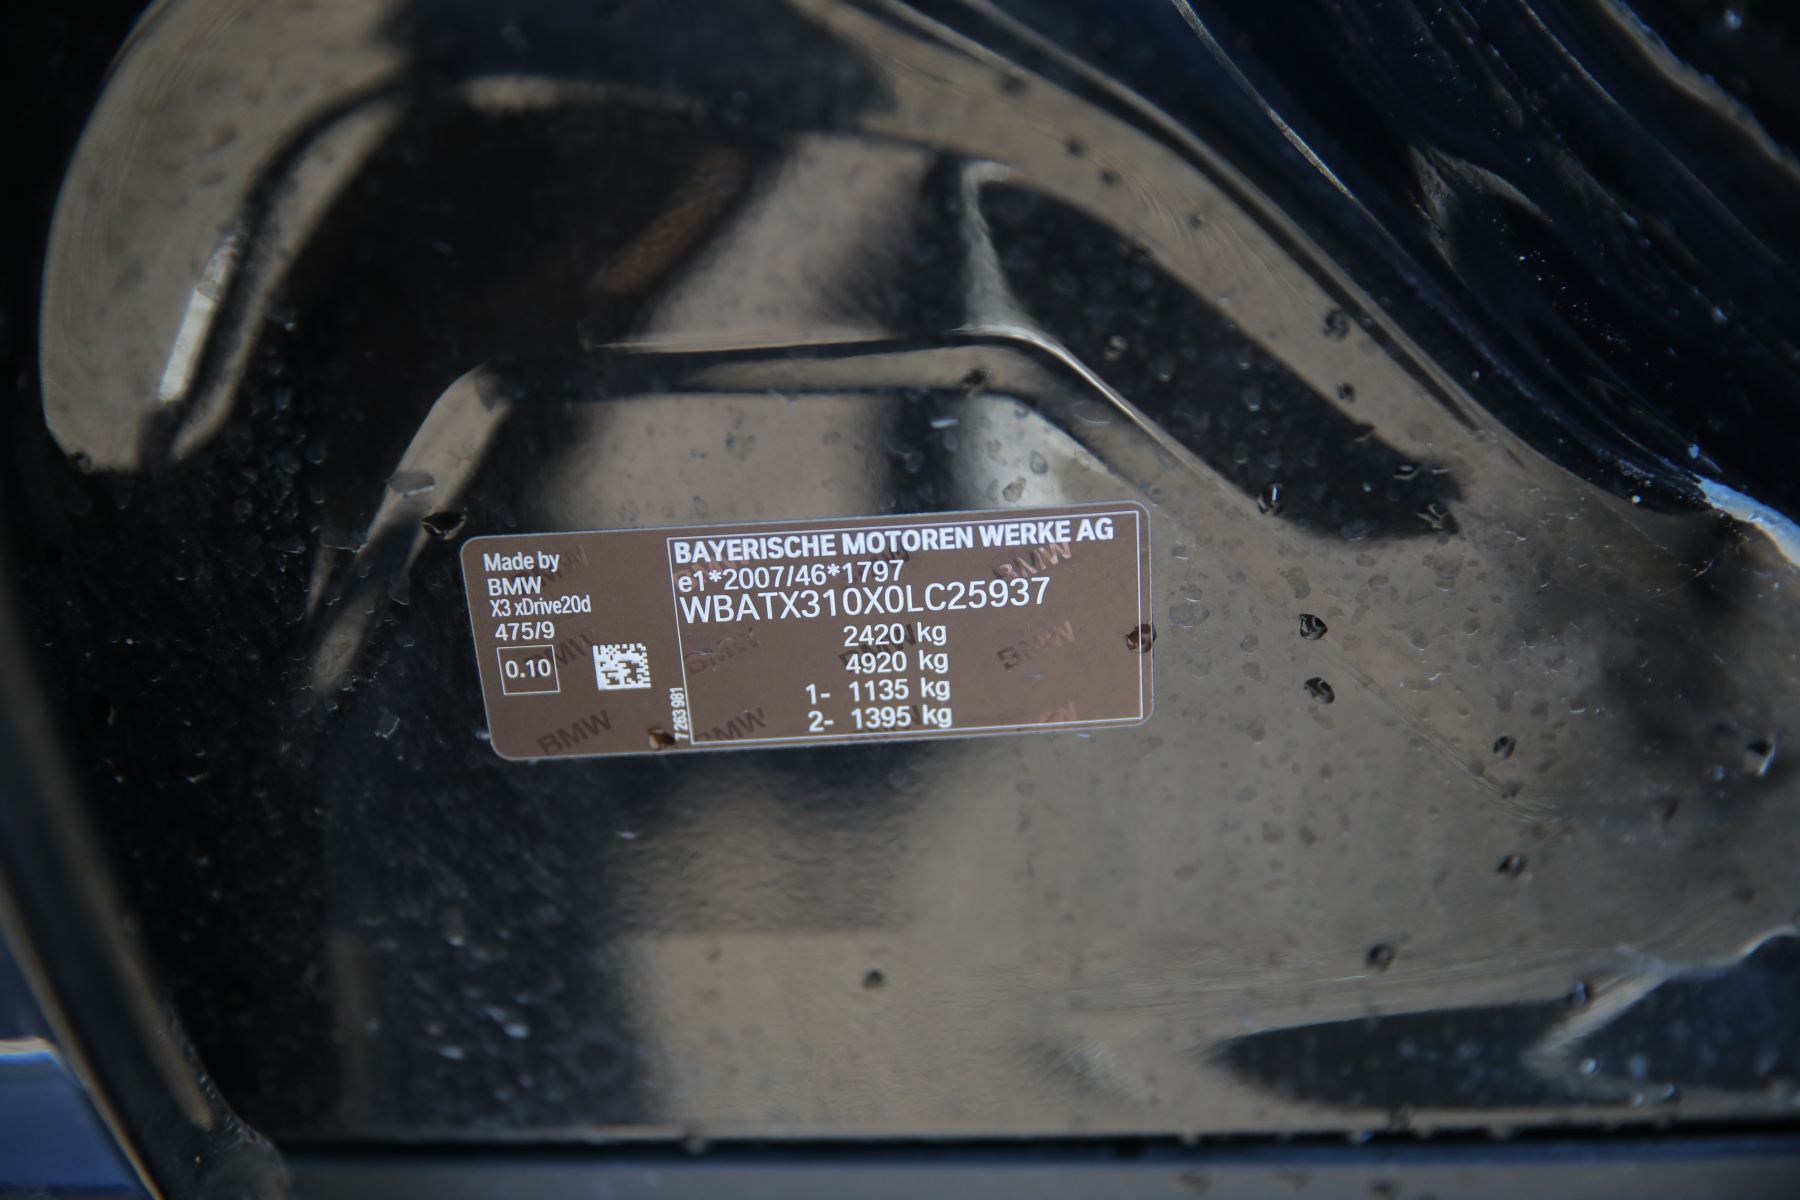 Made by
BMW
X3 xDrive20d
475/9
0.10
7 263 981
BAYERISCHE MOTOREN WERKE AG
e1*2007/46*1797
WBATX310X0LC25937
2420 kg
4920 kg
1- 1135 kg
2- 1395 kg